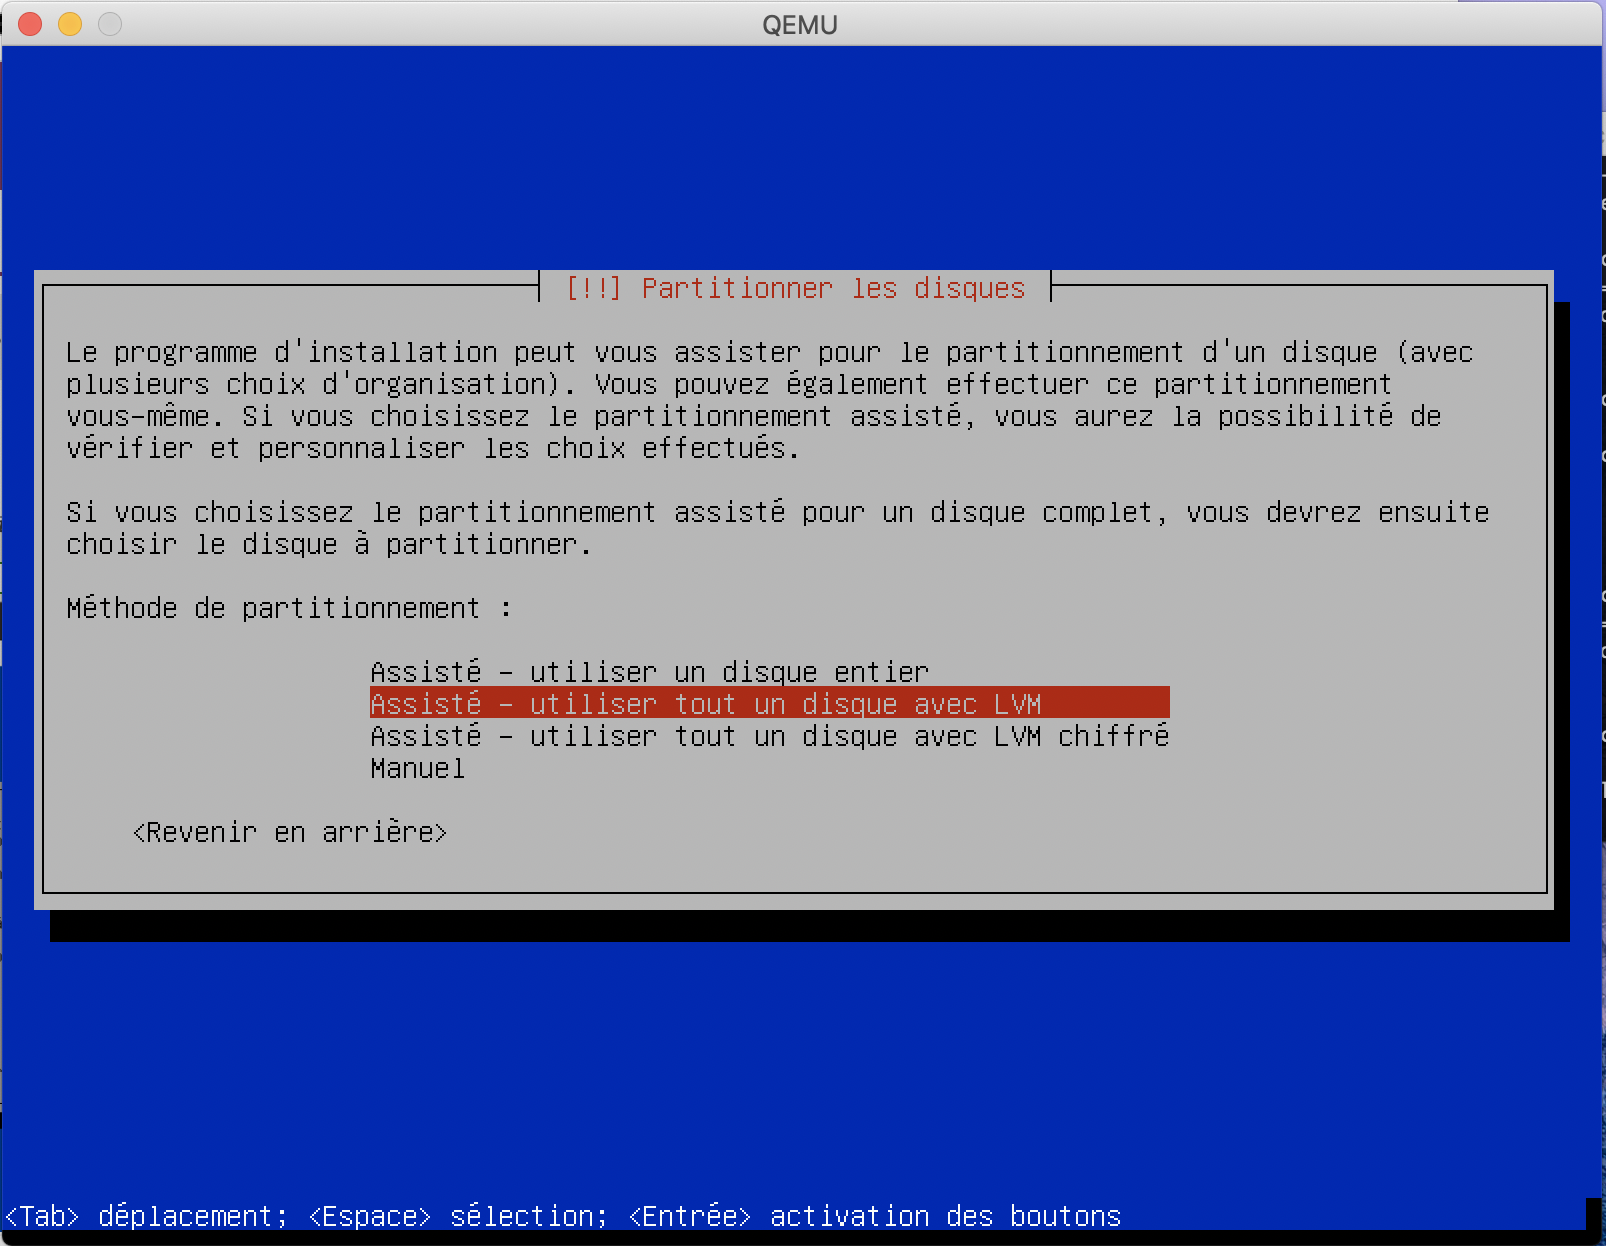 QEMU
[!!] Partitionner les disques
Le programme d'installation peut vous assister pour le partitionnement d'un disque (avec
plusieurs choix d'organisation). Vous pouvez également effectuer ce partitionnement
vous-même. Si vous choisissez le partitionnement assisté, vous aurez la possibilité de
vérifier et personnaliser les choix effectués.
Si vous choisissez le partitionnement assisté pour un disque complet, vous devrez ensuite
choisir le disque à partitionner.
Méthode de partitionnement :
Assisté - utiliser un disque entier
Assisté - utiliser tout un disque avec LVM
Assisté - utiliser tout un disque avec LVM chiffré
Manuel
<Revenir en arrière>
<Tab> déplacement; <Espace> sélection; <Entrée> activation des boutons